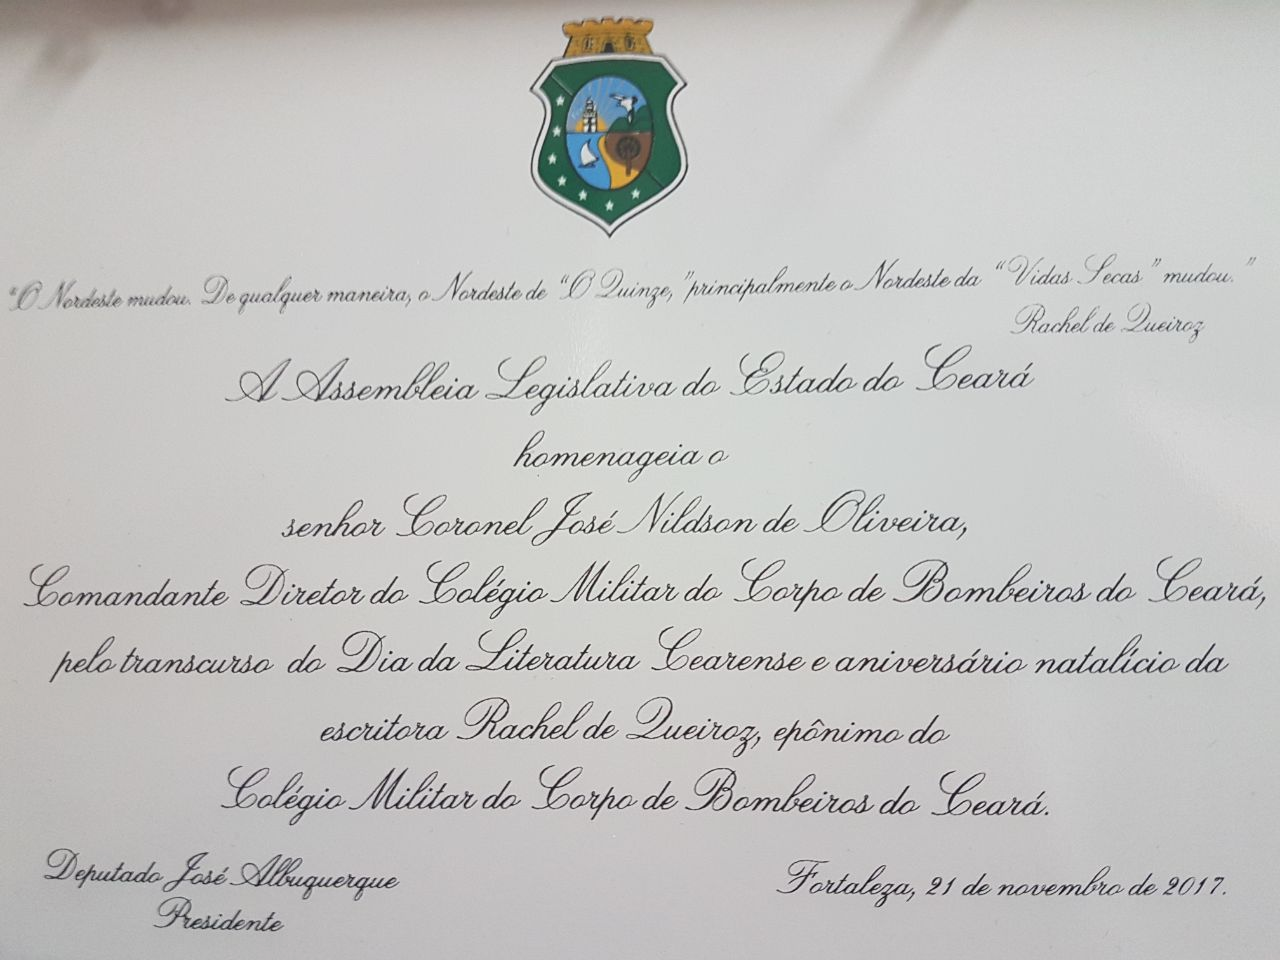 "O Nordeste mudou. De qualquer maneira, o Nordeste de "O Quinze," principalmente o Nordeste da "Vidas Secas" mudou."
Rachel de Queiroz
A Assembleia Legislativa do Estado do Ceará
homenageia o
senhor Coronel José Nildson de Oliveira,
Comandante Diretor do Colégio Militar do Corpo de Bombeiros do Ceará,
pelo transcurso do Dia da Literatura Cearense e aniversário natalício da
escritora Rachel de Queiroz, epônimo do
Colégio Militar do Corpo de Bombeiros do Ceará.
Deputado José Albuquerque
Presidente
Fortaleza, 21 de novembro de 2017.